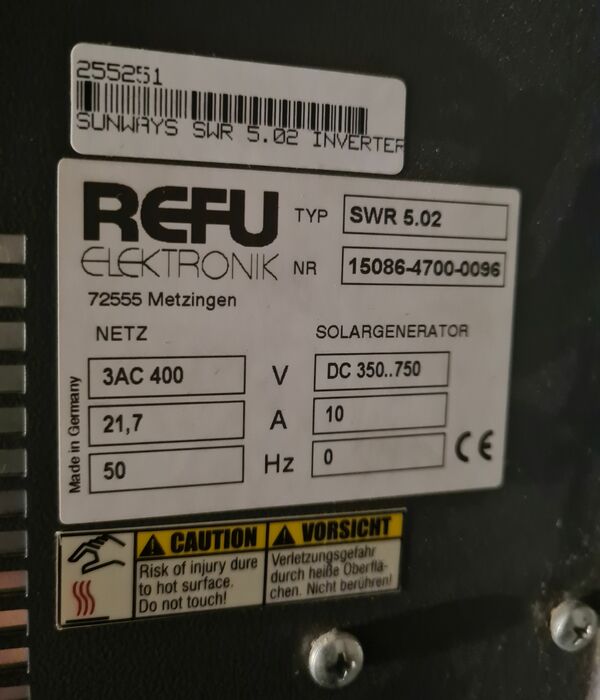 255251
SUNWAYS SWR 5.02 INVERTER
REFU
ELEKTRONIK
72555 Metzingen
TYP SWR 5.02
NR 15086-4700-0096
NETZ SOLARGENERATOR
3AC 400 V DC 350..750
21,7 A 10
50 Hz 0
CE
Made in Germany
CAUTION
Risk of injury dure
to hot surface.
Do not touch!
VORSICHT
Verletzungsgefahr
durch heiße Oberflä-
chen. Nicht berühren!